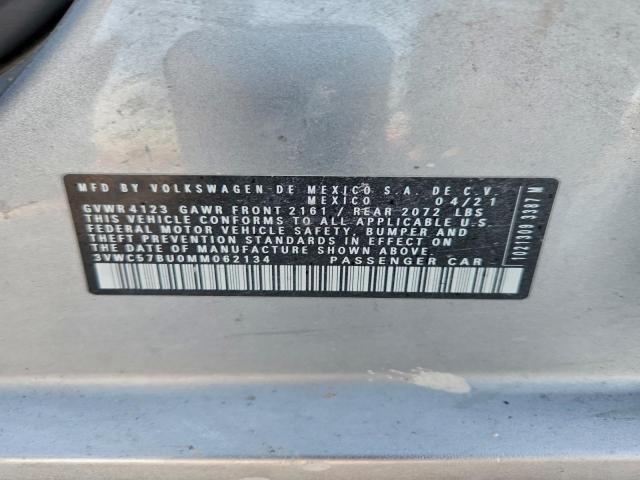 MFD BY VOLKSWAGEN DE MEXICO S.A. DE C.V.
MEXICO 04/21
GVWR 4123 GAWR FRONT 2161 / REAR 2072 LBS
THIS VEHICLE CONFORMS TO ALL APPLICABLE U.S.
FEDERAL MOTOR VEHICLE SAFETY, BUMPER AND
THEFT PREVENTION STANDARDS IN EFFECT ON
THE DATE OF MANUFACTURE SHOWN ABOVE.
3VWC57BU0MM062134 PASSENGER CAR
1021309 3387 M